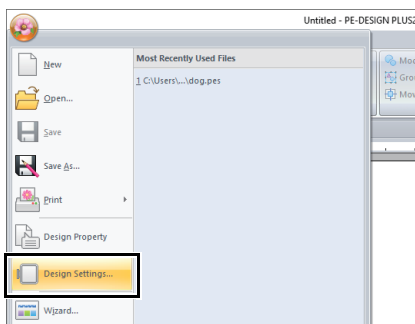 Untitled - PE-DESIGN PLUS2
New
Open...
Save
Save As...
Print
Design Property
Design Settings...
Wizard...
Most Recently Used Files
1 C:\Users\...\dog.pes